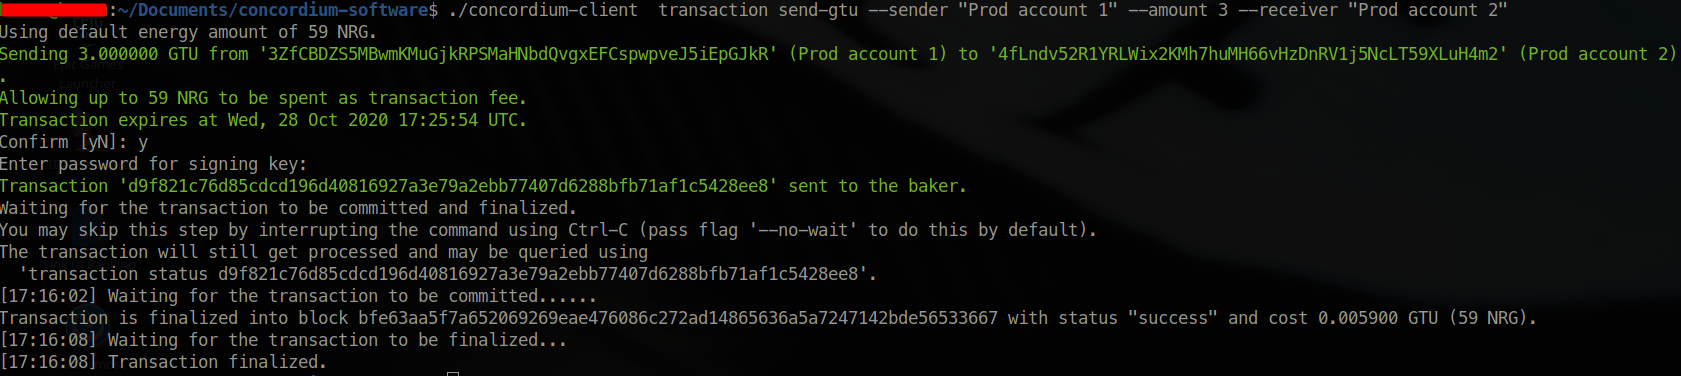 :~/Documents/concordium-software$ ./concordium-client  transaction send-gtu --sender "Prod account 1" --amount 3 --receiver "Prod account 2"
Using default energy amount of 59 NRG.
Sending 3.000000 GTU from '3ZfCBDZS5MBwmKMuGjkRPSMaHNbdQvgxEFCspwpveJ5iEpGJkR' (Prod account 1) to '4fLndv52R1YRLWix2KMh7huMH66vHzDnRV1j5NcLT59XLuH4m2' (Prod account 2)
.
Allowing up to 59 NRG to be spent as transaction fee.
Transaction expires at Wed, 28 Oct 2020 17:25:54 UTC.
Confirm [yN]: y
Enter password for signing key:
Transaction 'd9f821c76d85cdcd196d40816927a3e79a2ebb77407d6288bfb71af1c5428ee8' sent to the baker.
Waiting for the transaction to be committed and finalized.
You may skip this step by interrupting the command using Ctrl-C (pass flag '--no-wait' to do this by default).
The transaction will still get processed and may be queried using
  'transaction status d9f821c76d85cdcd196d40816927a3e79a2ebb77407d6288bfb71af1c5428ee8'.
[17:16:02] Waiting for the transaction to be committed......
Transaction is finalized into block bfe63aa5f7a652069269eae476086c272ad14865636a5a7247142bde56533667 with status "success" and cost 0.005900 GTU (59 NRG).
[17:16:08] Waiting for the transaction to be finalized...
[17:16:08] Transaction finalized.